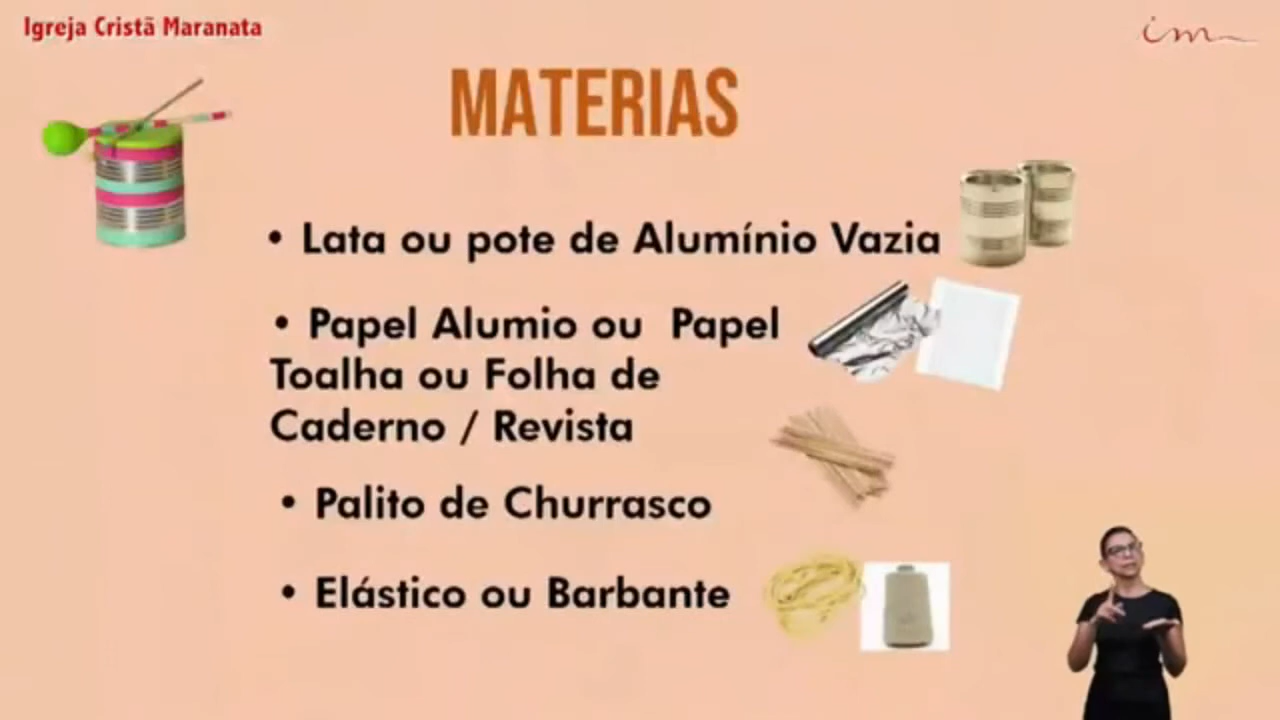 Igreja Cristã Maranata
im
MATERIAS
• Lata ou pote de Alumínio Vazia
• Papel Alumio ou Papel
Toalha ou Folha de
Caderno / Revista
• Palito de Churrasco
• Elástico ou Barbante